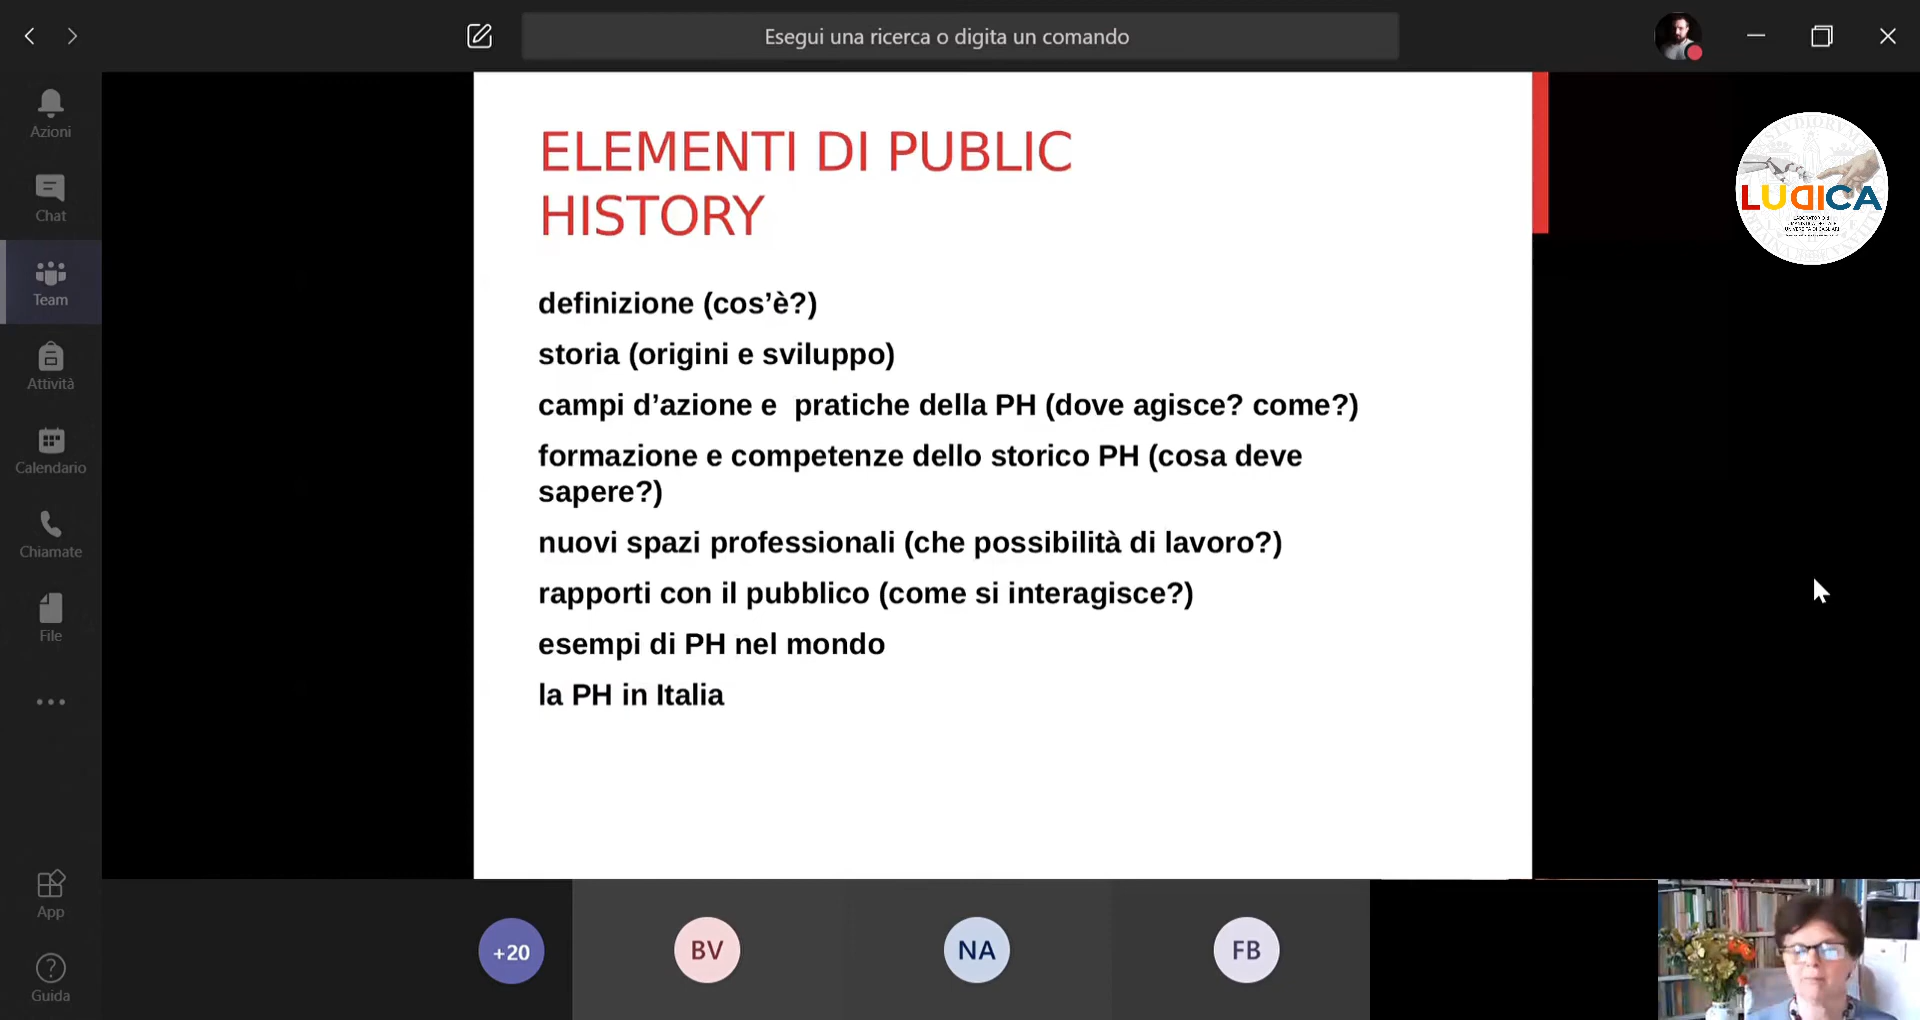 Esegui una ricerca o digita un comando
Azioni
Chat
Team
Attività
Calendario
Chiamate
File
App
Guida
ELEMENTI DI PUBLIC
HISTORY
definizione (cos’è?)
storia (origini e sviluppo)
campi d’azione e  pratiche della PH (dove agisce? come?)
formazione e competenze dello storico PH (cosa deve
sapere?)
nuovi spazi professionali (che possibilità di lavoro?)
rapporti con il pubblico (come si interagisce?)
esempi di PH nel mondo
la PH in Italia
LUDICA
+20
BV
NA
FB